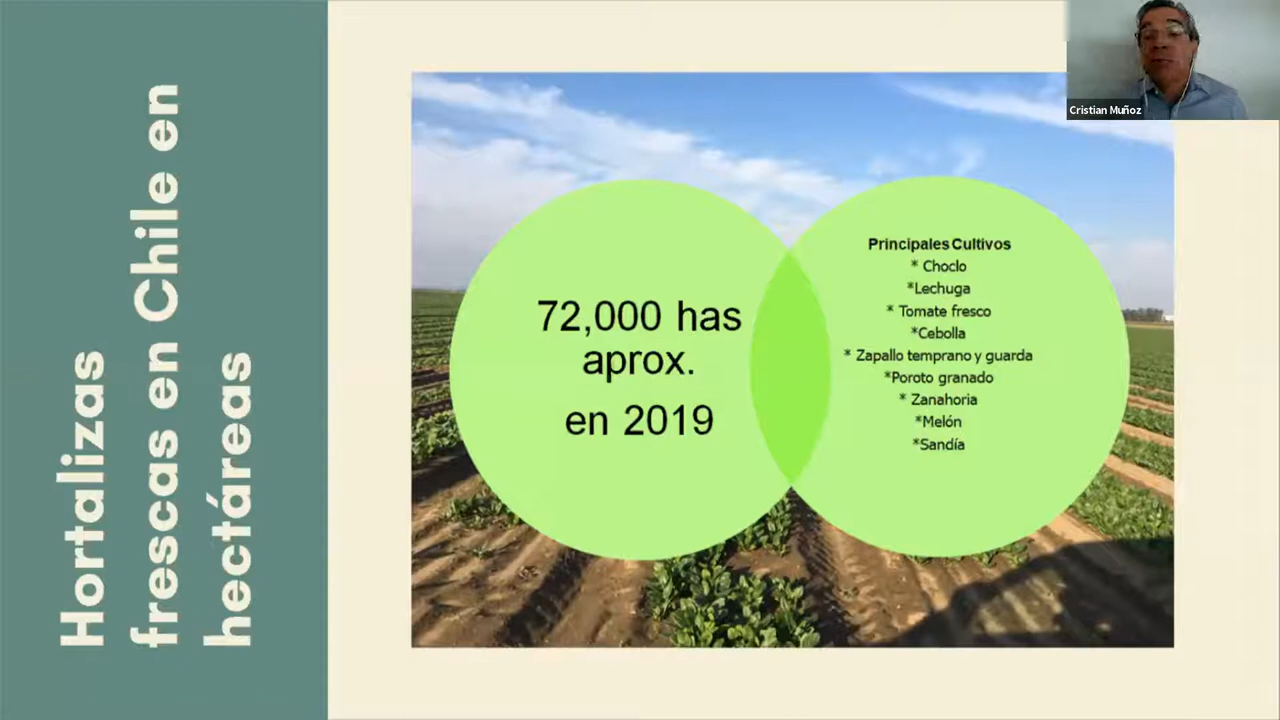 Hortalizas
frescas en Chile en
hectáreas
72,000 has
aprox.
en 2019
Principales Cultivos
* Choclo
*Lechuga
* Tomate fresco
*Cebolla
* Zapallo temprano y guarda
*Poroto granado
* Zanahoria
*Melón
*Sandía
Cristian Muñoz